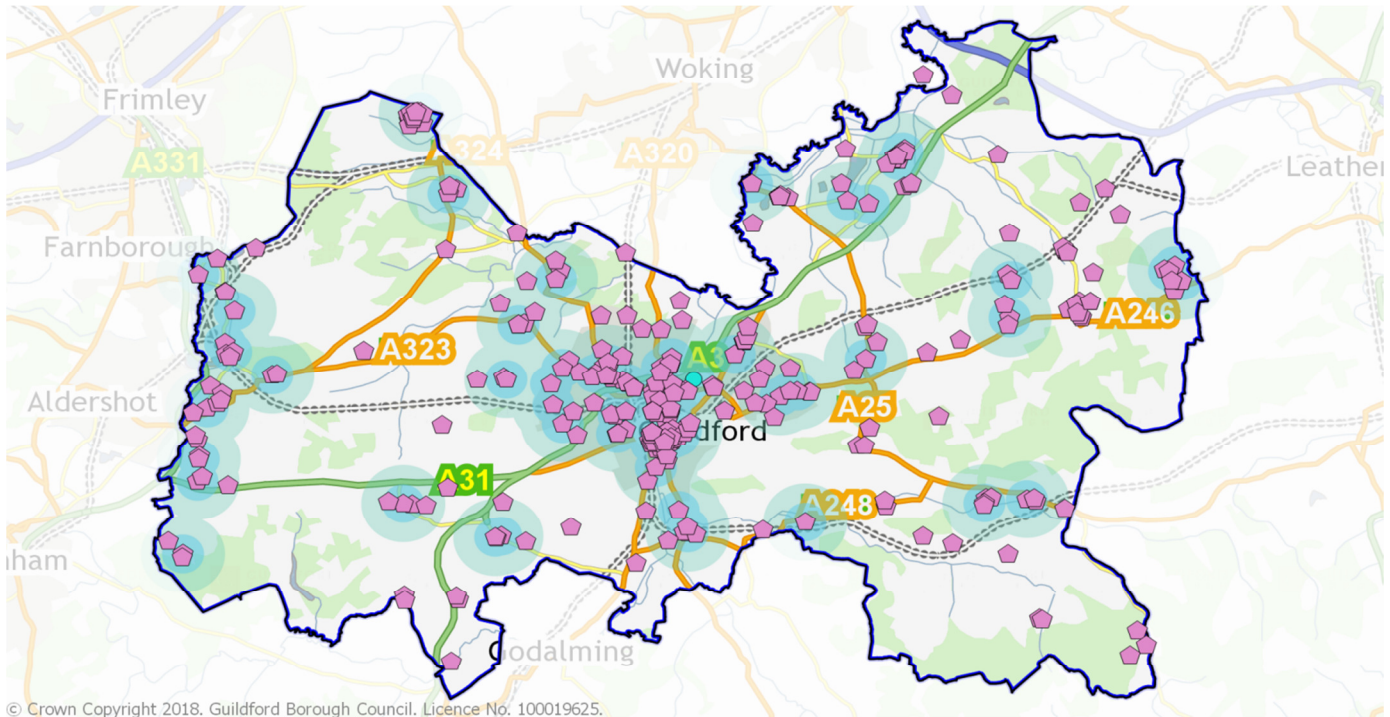 Woking
Frimley
A331
A324
A320
Leather
Farnborough
A323
A3
A246
Aldershot
A25
dford
A31
A248
nham
Godalming
© Crown Copyright 2018. Guildford Borough Council. Licence No. 100019625.